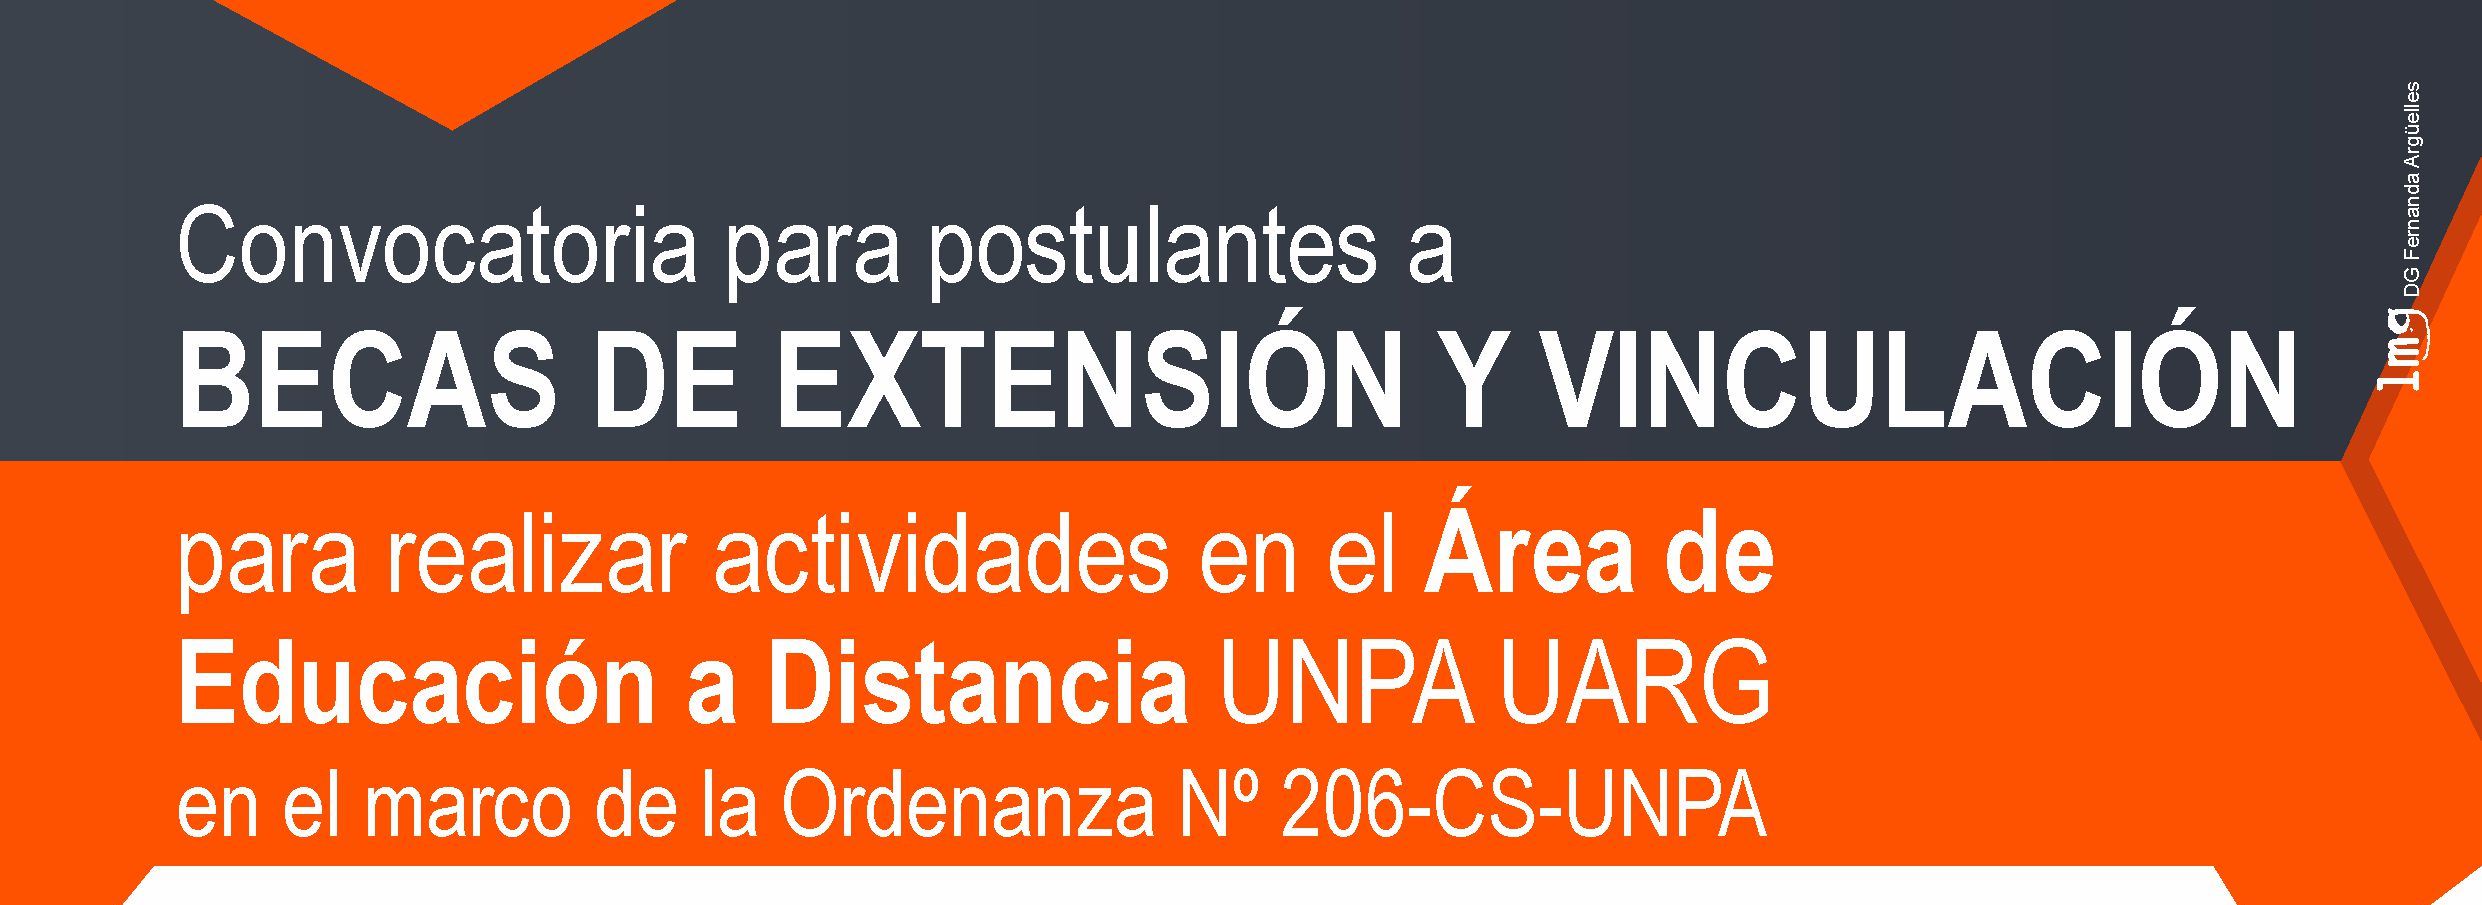 Convocatoria para postulantes a
BECAS DE EXTENSIÓN Y VINCULACIÓN
para realizar actividades en el Área de
Educación a Distancia UNPA UARG
en el marco de la Ordenanza Nº 206-CS-UNPA
lmg DG Fernanda Argüelles